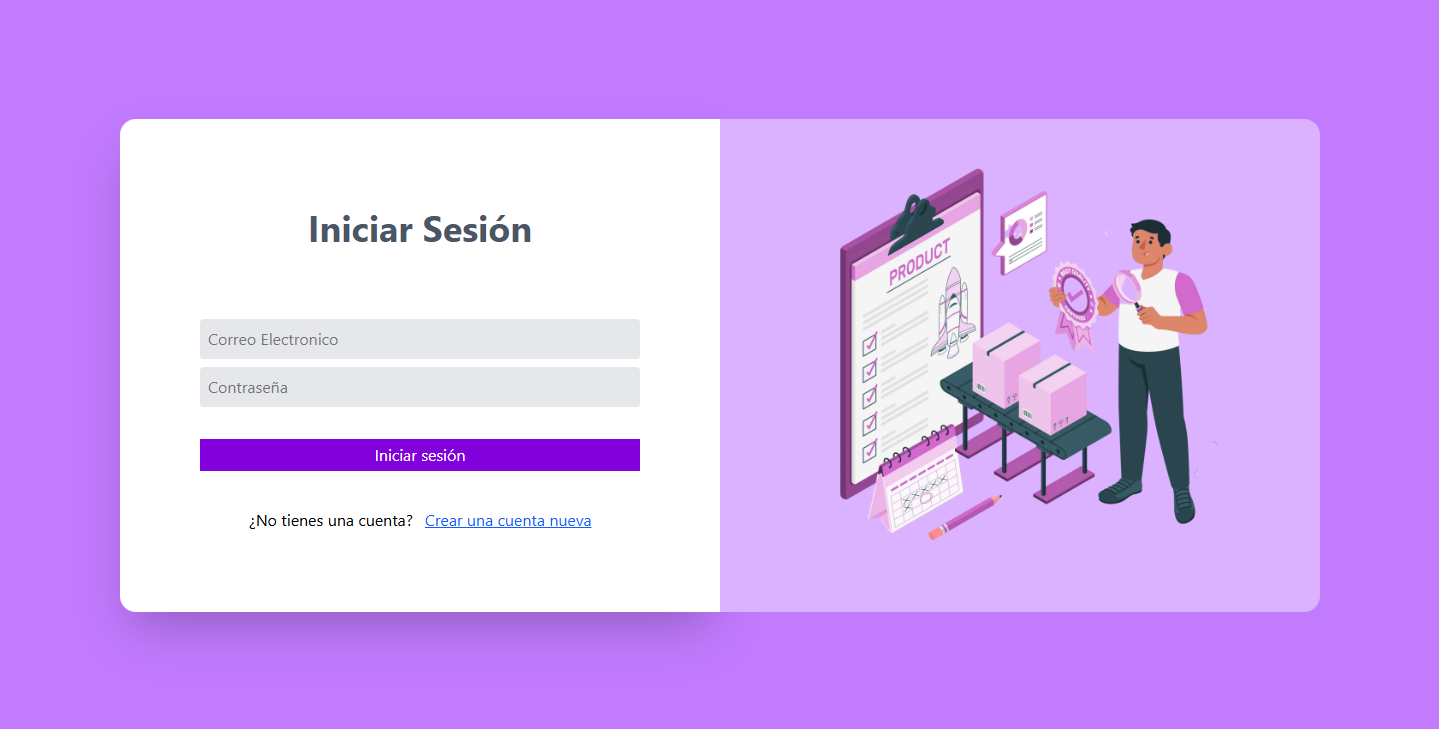 Iniciar Sesión
Correo Electronico
Contraseña
Iniciar sesión
¿No tienes una cuenta? Crear una cuenta nueva
PRODUCT